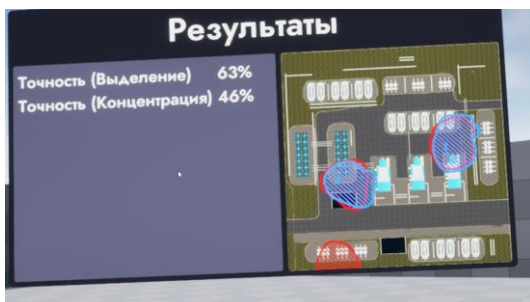 Результаты
Точность (Выделение) 63%
Точность (Концентрация) 46%